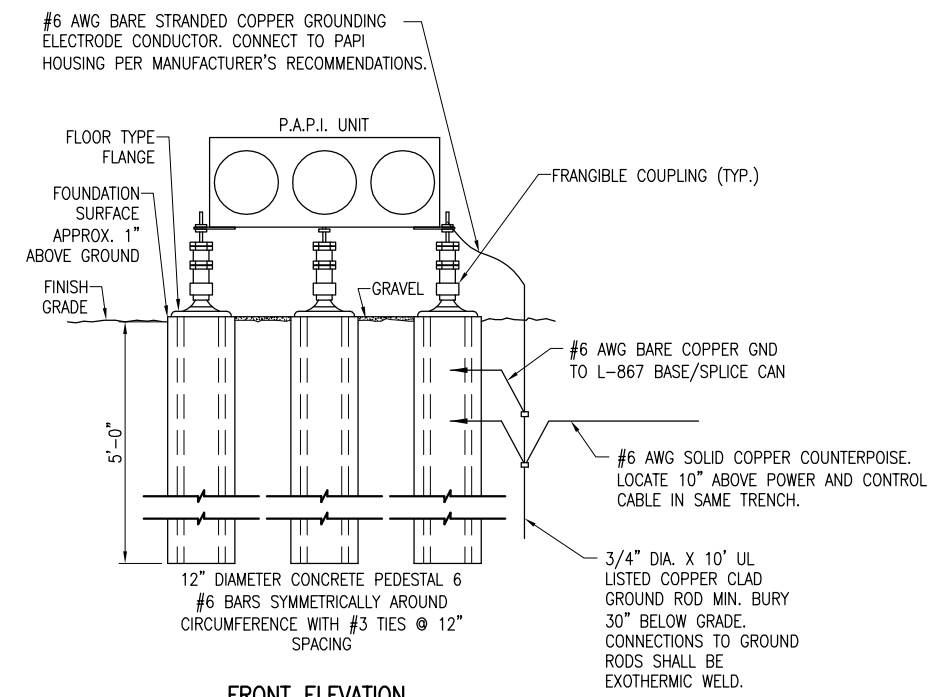 #6 AWG BARE STRANDED COPPER GROUNDING
ELECTRODE CONDUCTOR. CONNECT TO PAPI
HOUSING PER MANUFACTURER'S RECOMMENDATIONS.
P.A.P.I. UNIT
FLOOR TYPE
FLANGE
FRANGIBLE COUPLING (TYP.)
FOUNDATION
SURFACE
APPROX. 1"
ABOVE GROUND
FINISH
GRADE
GRAVEL
#6 AWG BARE COPPER GND
TO L-867 BASE/SPLICE CAN
5'-0"
#6 AWG SOLID COPPER COUNTERPOISE.
LOCATE 10" ABOVE POWER AND CONTROL
CABLE IN SAME TRENCH.
12" DIAMETER CONCRETE PEDESTAL 6
#6 BARS SYMMETRICALLY AROUND
CIRCUMFERENCE WITH #3 TIES @ 12"
SPACING
3/4" DIA. X 10' UL
LISTED COPPER CLAD
GROUND ROD MIN. BURY
30" BELOW GRADE.
CONNECTIONS TO GROUND
RODS SHALL BE
EXOTHERMIC WELD.
FRONT ELEVATION